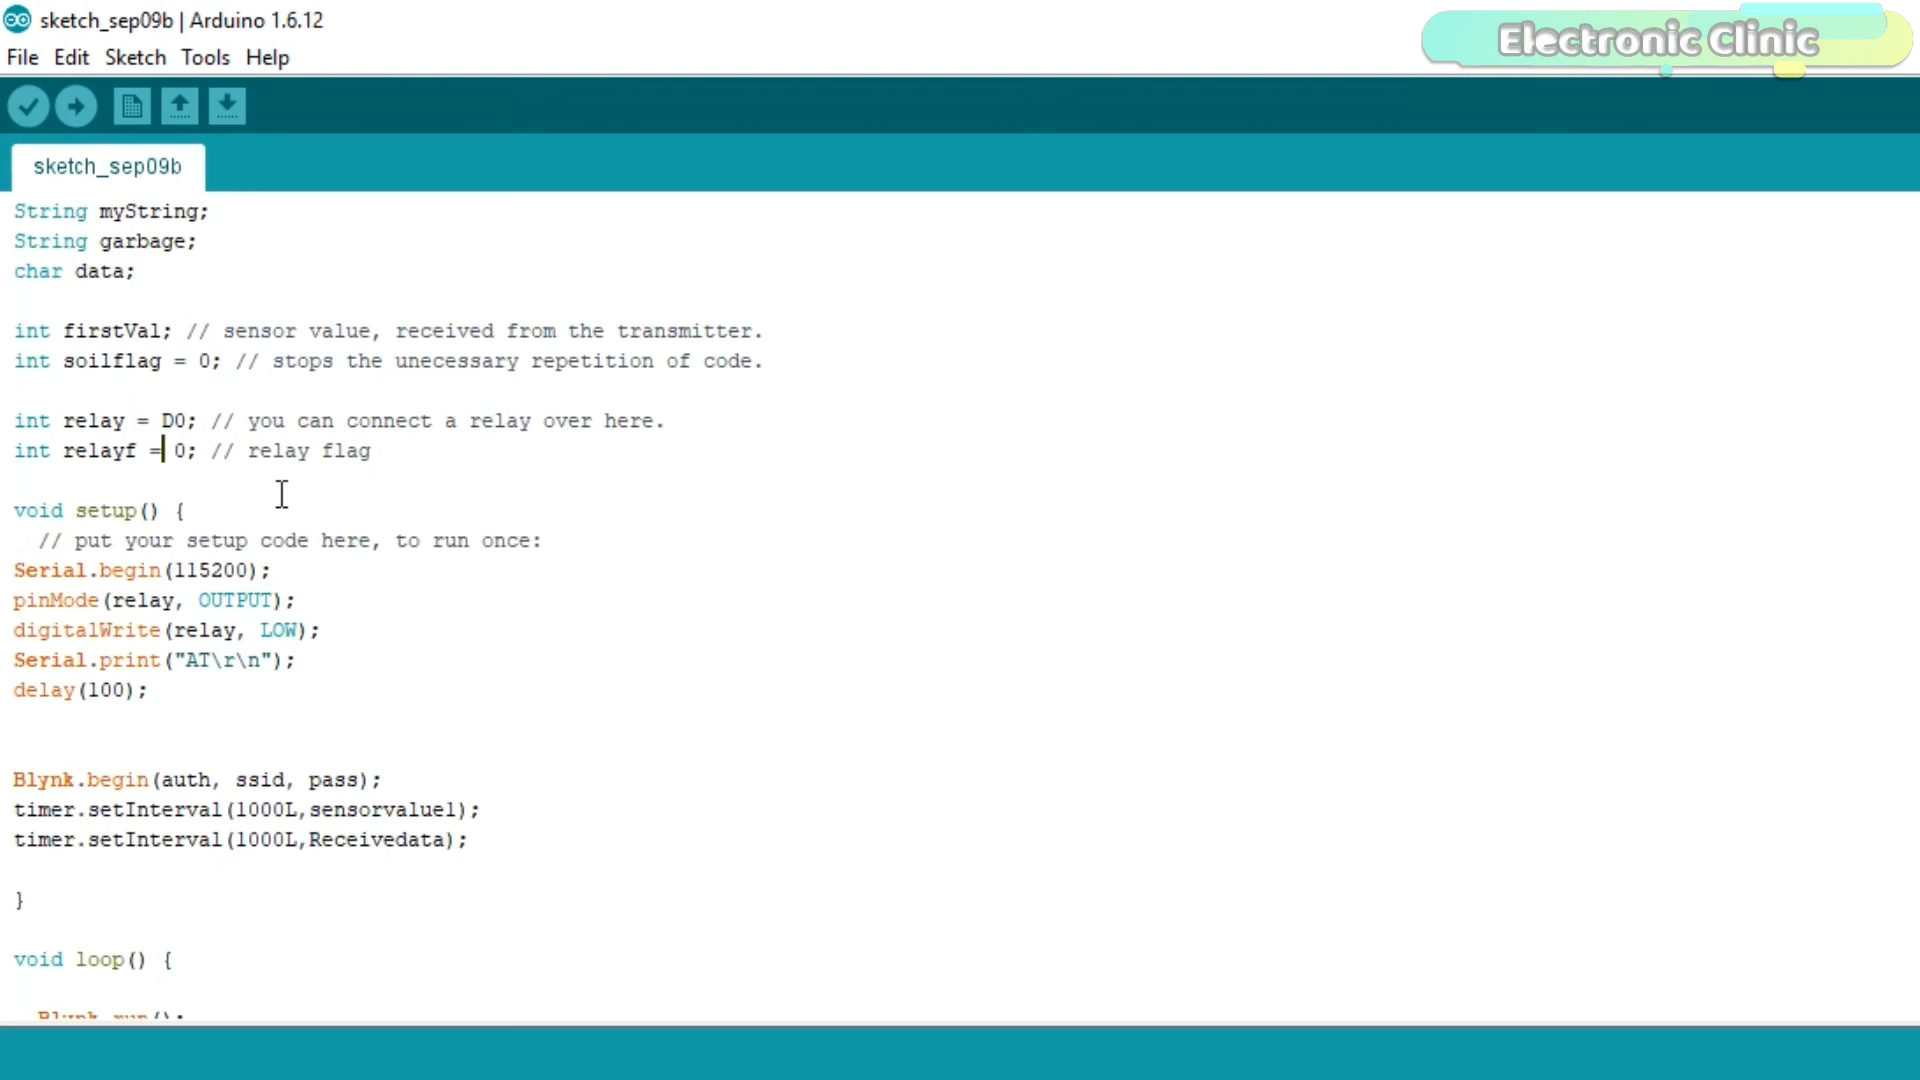 sketch_sep09b | Arduino 1.6.12
Electronic Clinic
File Edit Sketch Tools Help
sketch_sep09b
String myString;
String garbage;
char data;
int firstVal; // sensor value, received from the transmitter.
int soilflag = 0; // stops the unecessary repetition of code.
int relay = D0; // you can connect a relay over here.
int relayf = 0; // relay flag
void setup() {
// put your setup code here, to run once:
Serial.begin(115200);
pinMode(relay, OUTPUT);
digitalWrite(relay, LOW);
Serial.print("AT\r\n");
delay(100);
Blynk.begin(auth, ssid, pass);
timer.setInterval(1000L,sensorvalue1);
timer.setInterval(1000L,Receivedata);
}
void loop() {
Blynk.run();